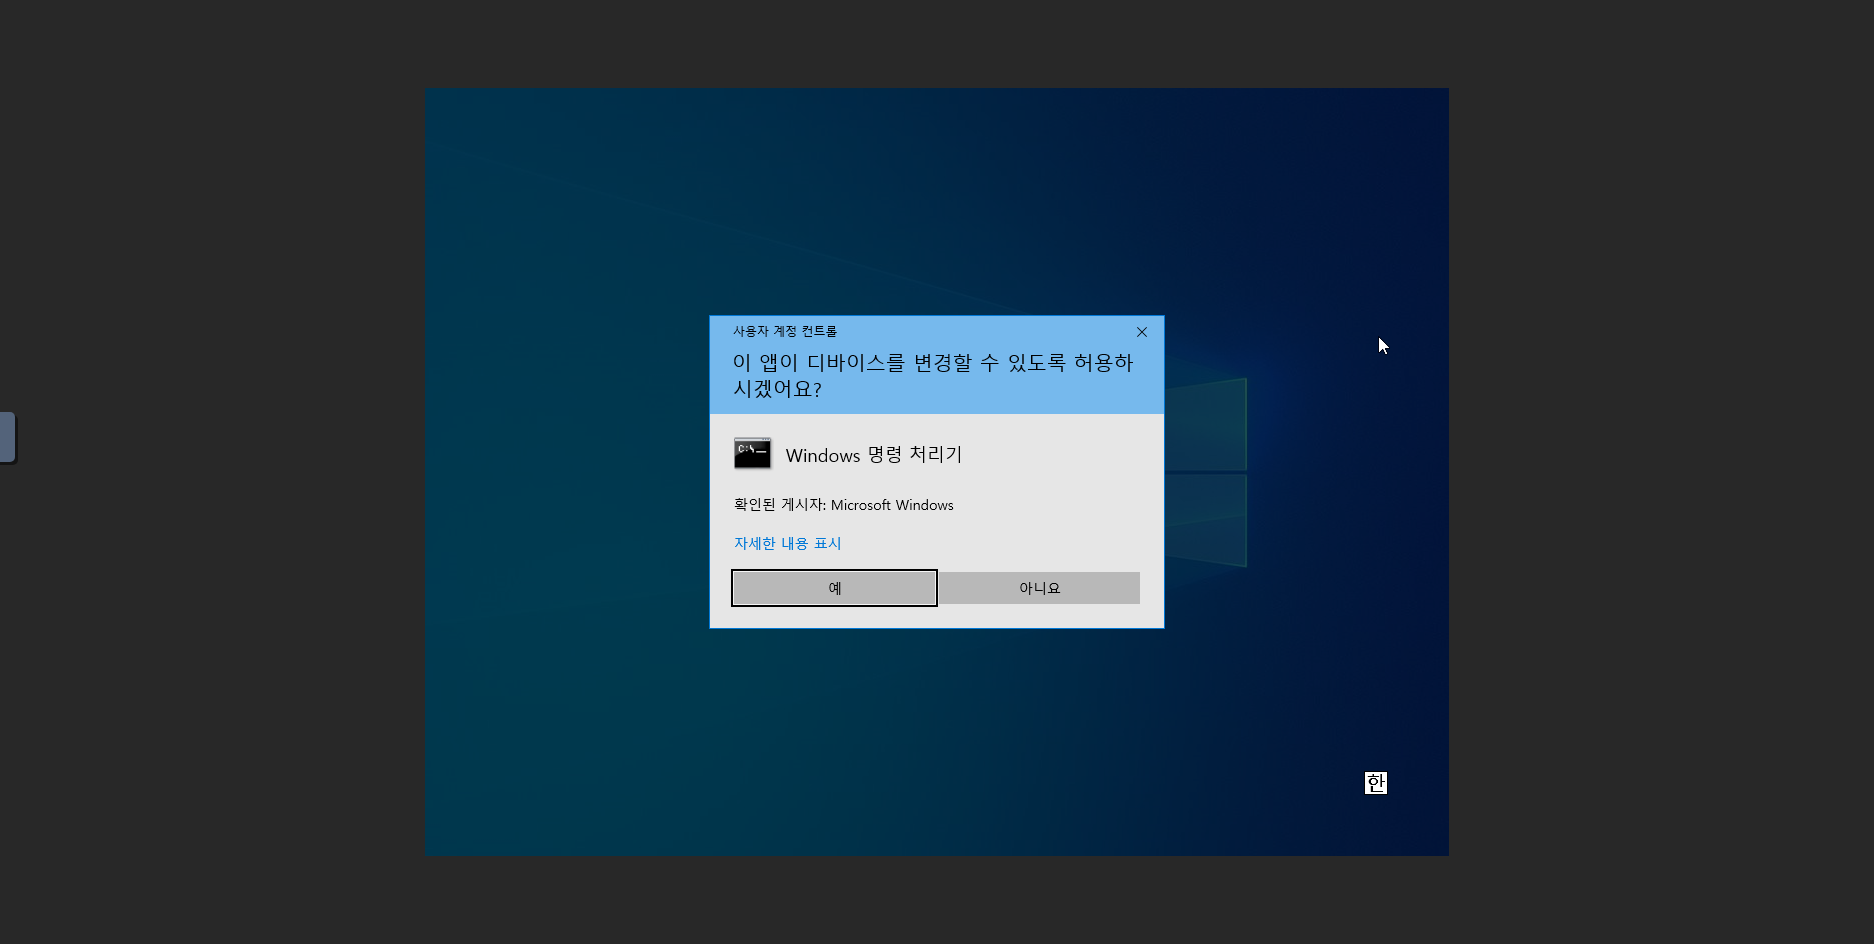 사용자 계정 컨트롤
이 앱이 디바이스를 변경할 수 있도록 허용하
시겠어요?
C:\_
Windows 명령 처리기
확인된 게시자: Microsoft Windows
자세한 내용 표시
예
아니요
한